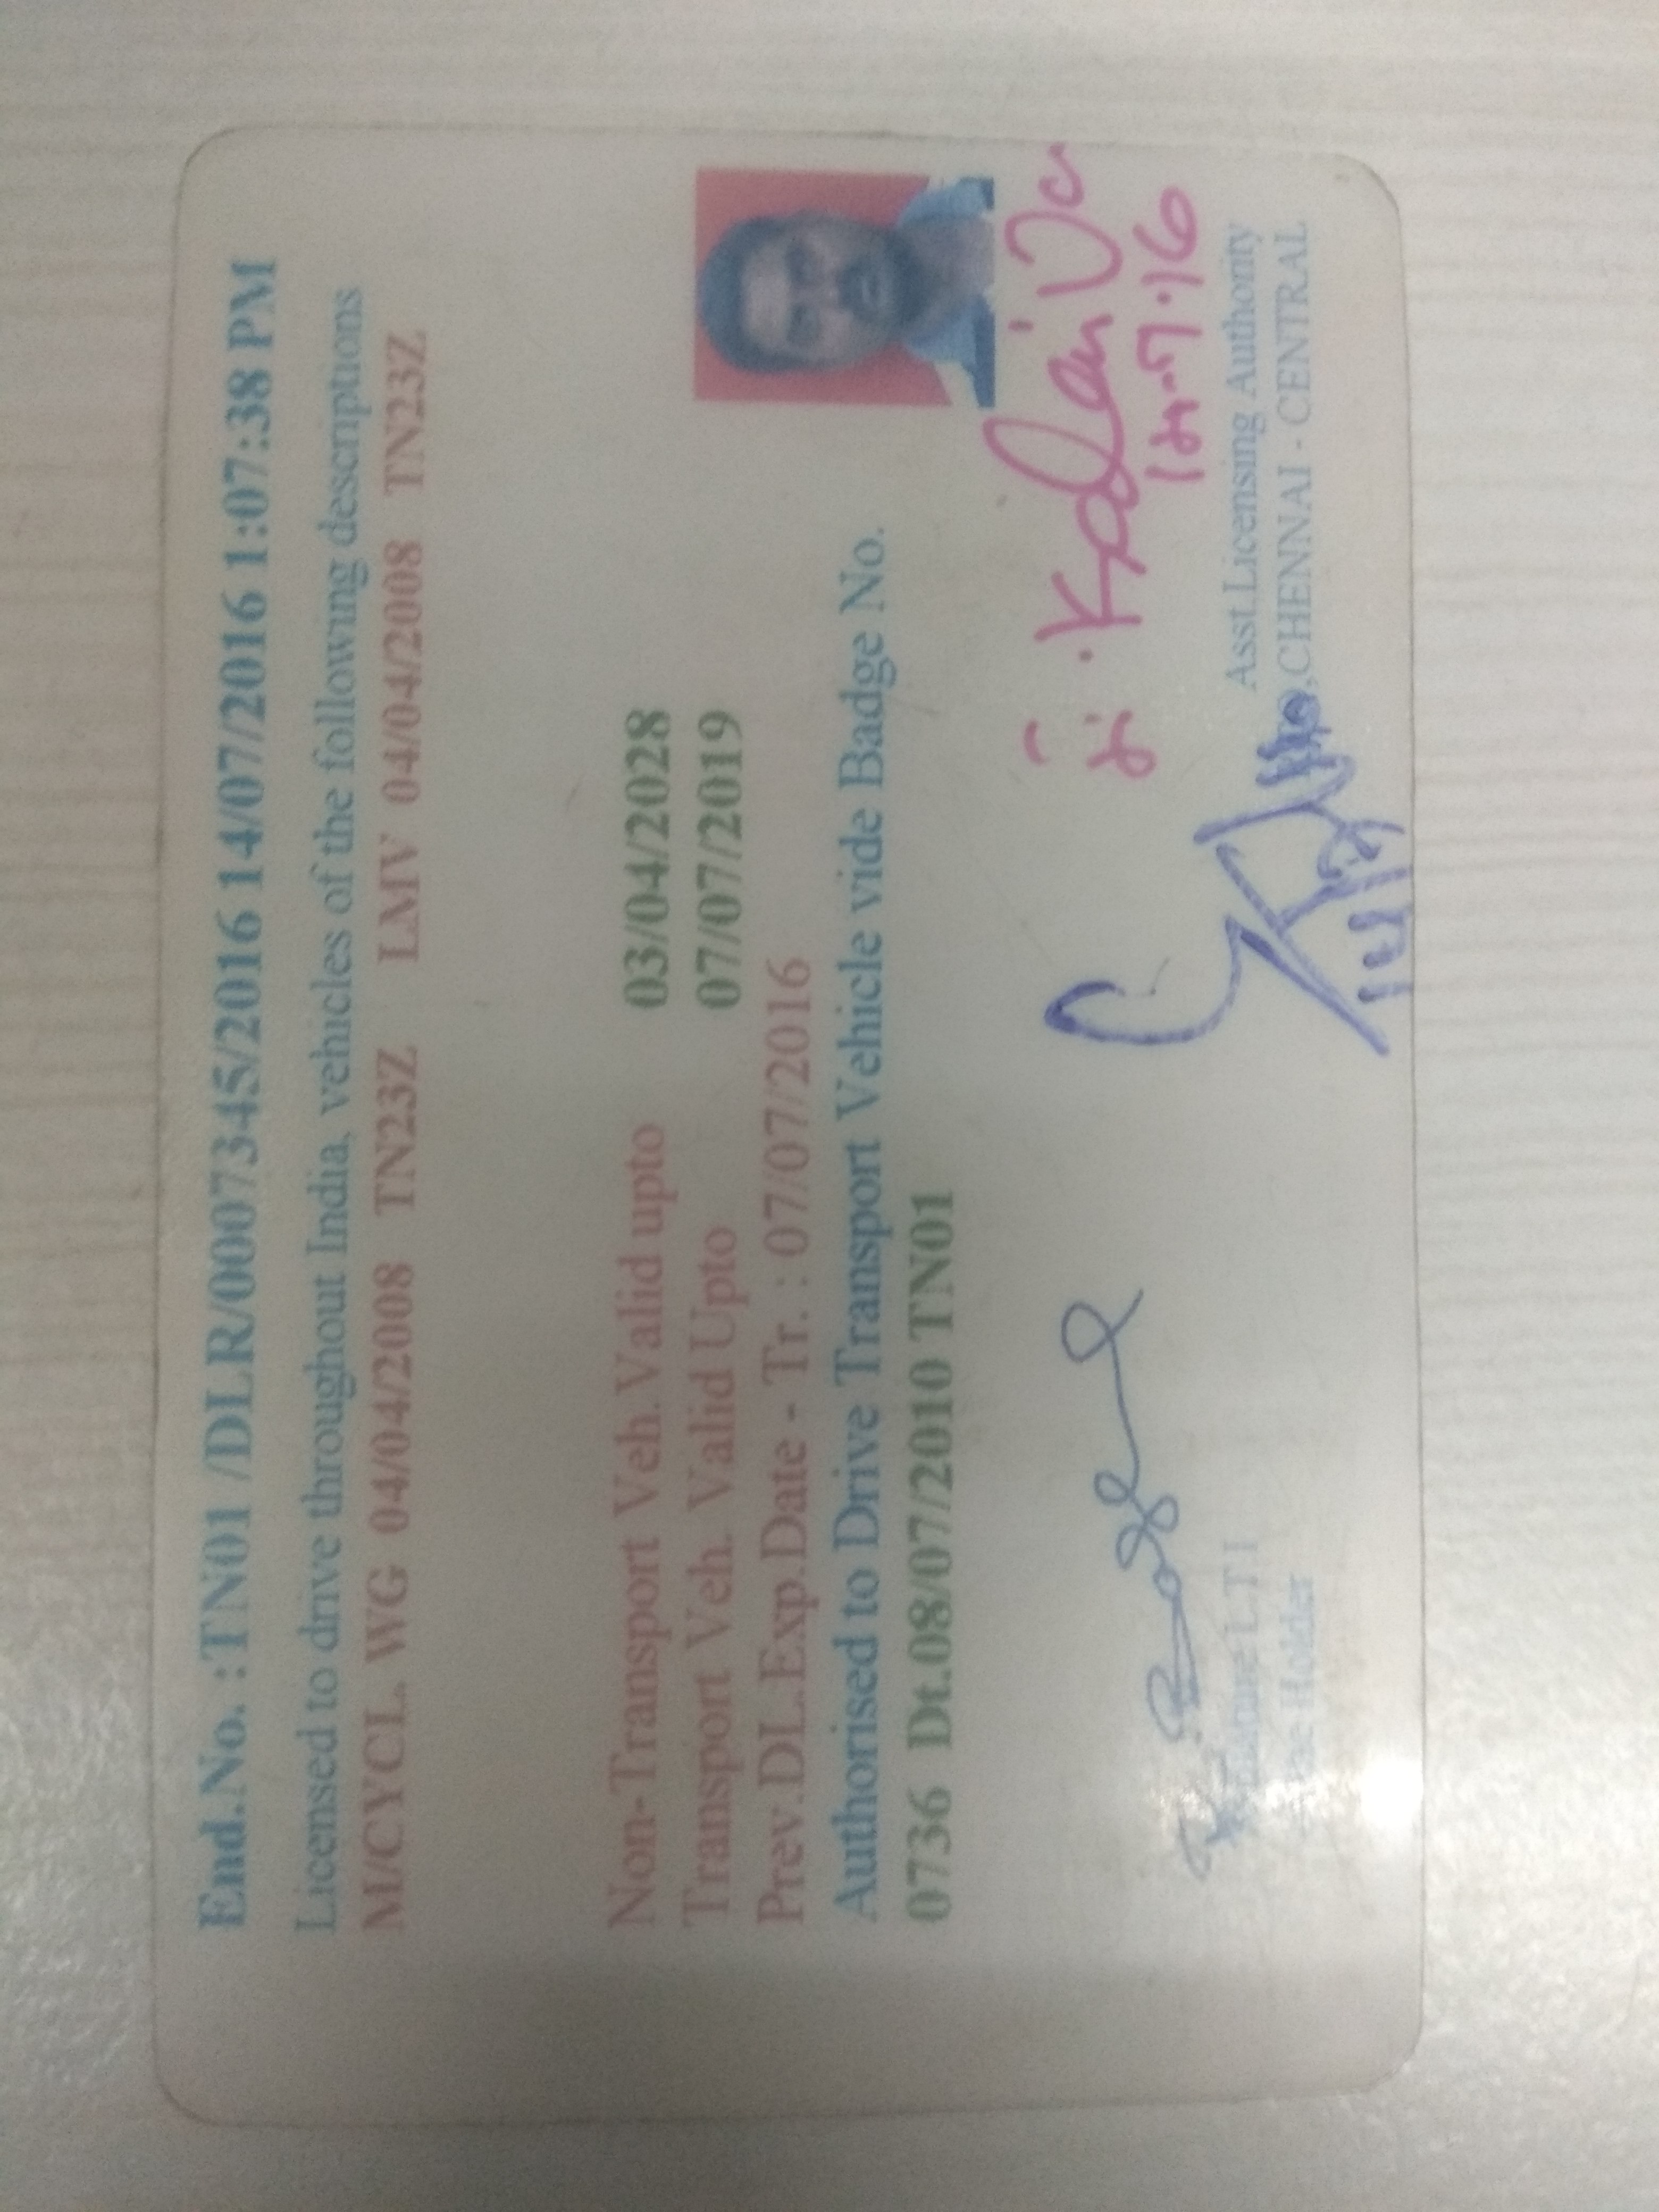 End.No. :TN01 /DLR/0007345/2016 14/07/2016 1:07:38 PM
Licensed to drive throughout India, vehicles of the following descriptions
M/CYCL. WG 04/04/2008 TN23Z LMV 04/04/2008 TN23Z
Non-Transport Veh.Valid upto 03/04/2028
Transport Veh. Valid Upto 07/07/2019
Prev.DL.Exp.Date - Tr. : 07/07/2016
Authorised to Drive Transport Vehicle vide Badge No.
0736 Dt.08/07/2010 TN01
Asst.Licensing Authority
CHENNAI - CENTRAL
L T I
Holder